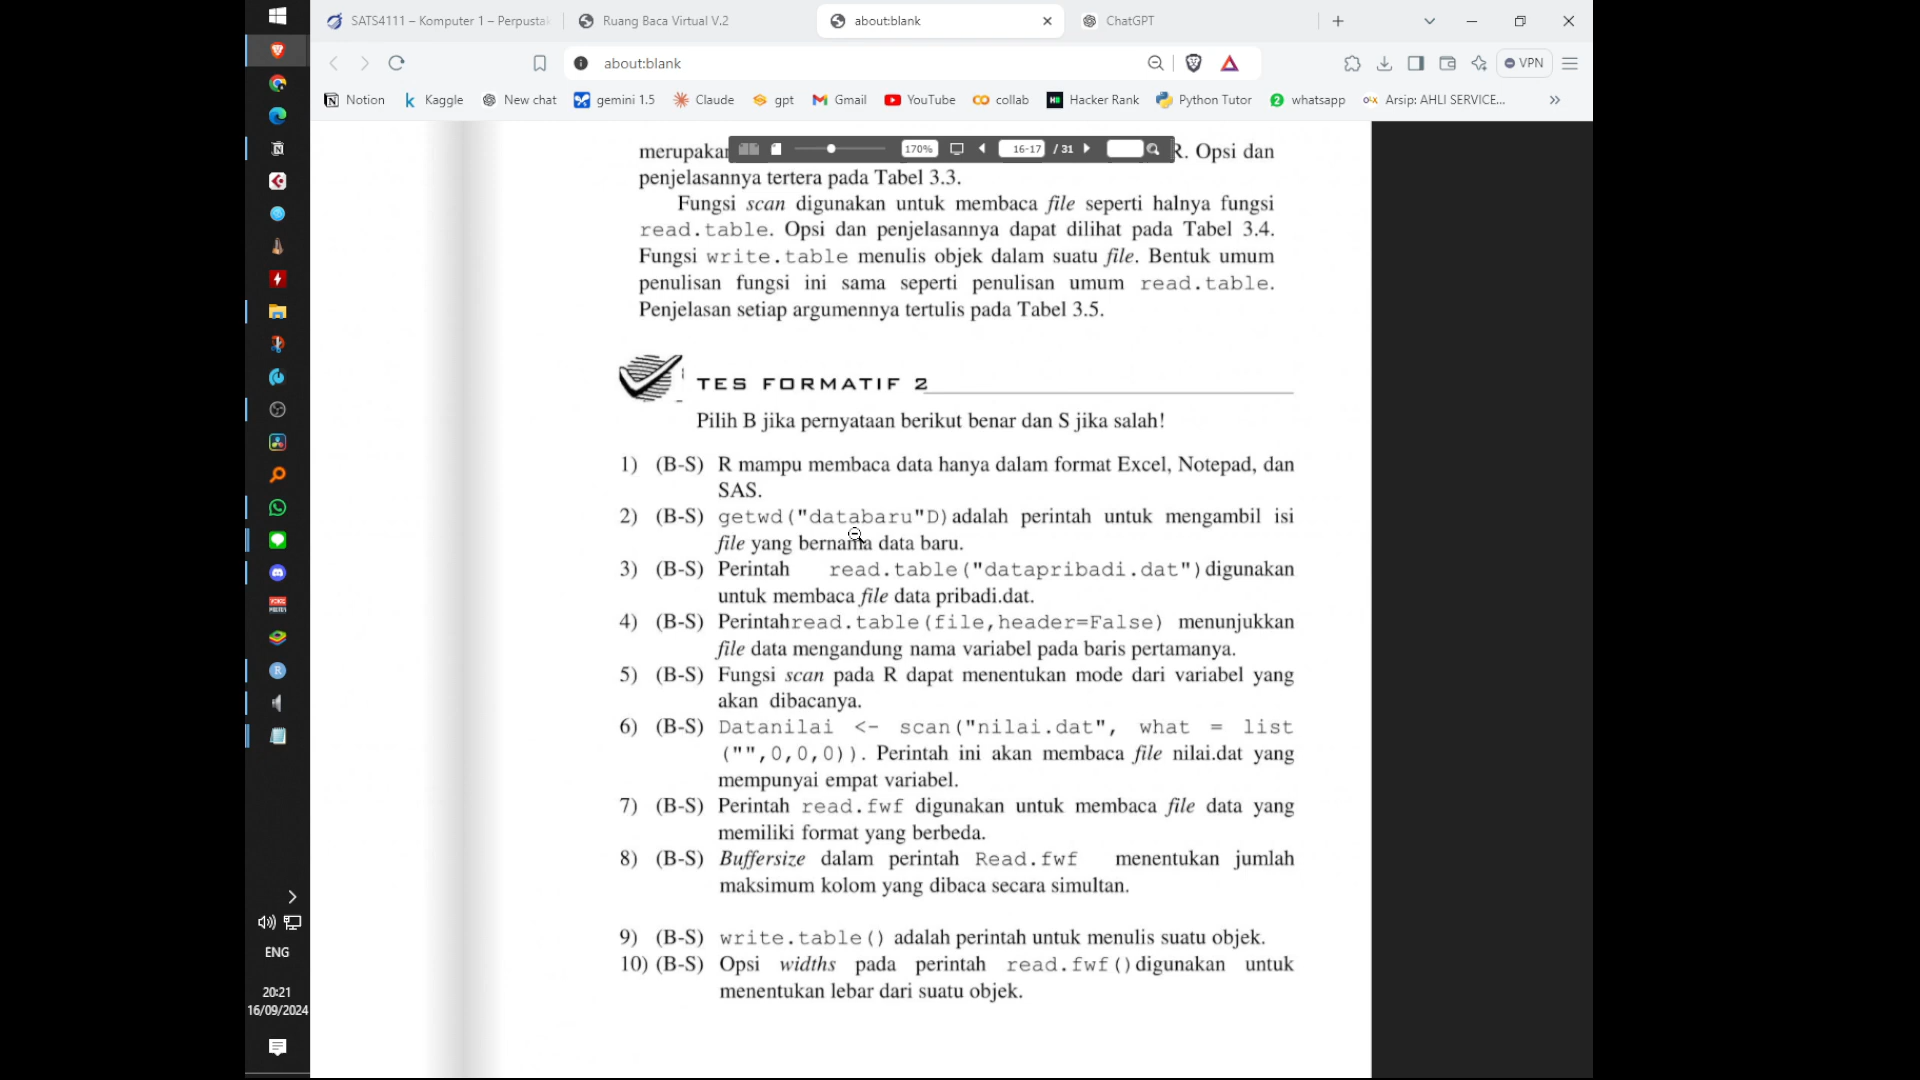 SATS4111 – Komputer 1 – Perpusta
Ruang Baca Virtual V.2
about:blank
ChatGPT
about:blank
VPN
Notion
Kaggle
New chat
gemini 1.5
Claude
gpt
Gmail
YouTube
collab
Hacker Rank
Python Tutor
whatsapp
Arsip: AHLI SERVICE...
170%
16-17 / 31
merupakan R. Opsi dan
penjelasannya tertera pada Tabel 3.3.
Fungsi scan digunakan untuk membaca file seperti halnya fungsi
read.table. Opsi dan penjelasannya dapat dilihat pada Tabel 3.4.
Fungsi write.table menulis objek dalam suatu file. Bentuk umum
penulisan fungsi ini sama seperti penulisan umum read.table.
Penjelasan setiap argumennya tertulis pada Tabel 3.5.
TES FORMATIF 2
Pilih B jika pernyataan berikut benar dan S jika salah!
1) (B-S) R mampu membaca data hanya dalam format Excel, Notepad, dan
SAS.
2) (B-S) getwd("databaru"D)adalah perintah untuk mengambil isi
file yang bernama data baru.
3) (B-S) Perintah read.table("datapribadi.dat")digunakan
untuk membaca file data pribadi.dat.
4) (B-S) Perintahread.table(file,header=False) menunjukkan
file data mengandung nama variabel pada baris pertamanya.
5) (B-S) Fungsi scan pada R dapat menentukan mode dari variabel yang
akan dibacanya.
6) (B-S) Datanilai <- scan("nilai.dat", what = list
("",0,0,0)). Perintah ini akan membaca file nilai.dat yang
mempunyai empat variabel.
7) (B-S) Perintah read.fwf digunakan untuk membaca file data yang
memiliki format yang berbeda.
8) (B-S) Buffersize dalam perintah Read.fwf menentukan jumlah
maksimum kolom yang dibaca secara simultan.
9) (B-S) write.table() adalah perintah untuk menulis suatu objek.
10) (B-S) Opsi widths pada perintah read.fwf()digunakan untuk
menentukan lebar dari suatu objek.
ENG
20:21
16/09/2024